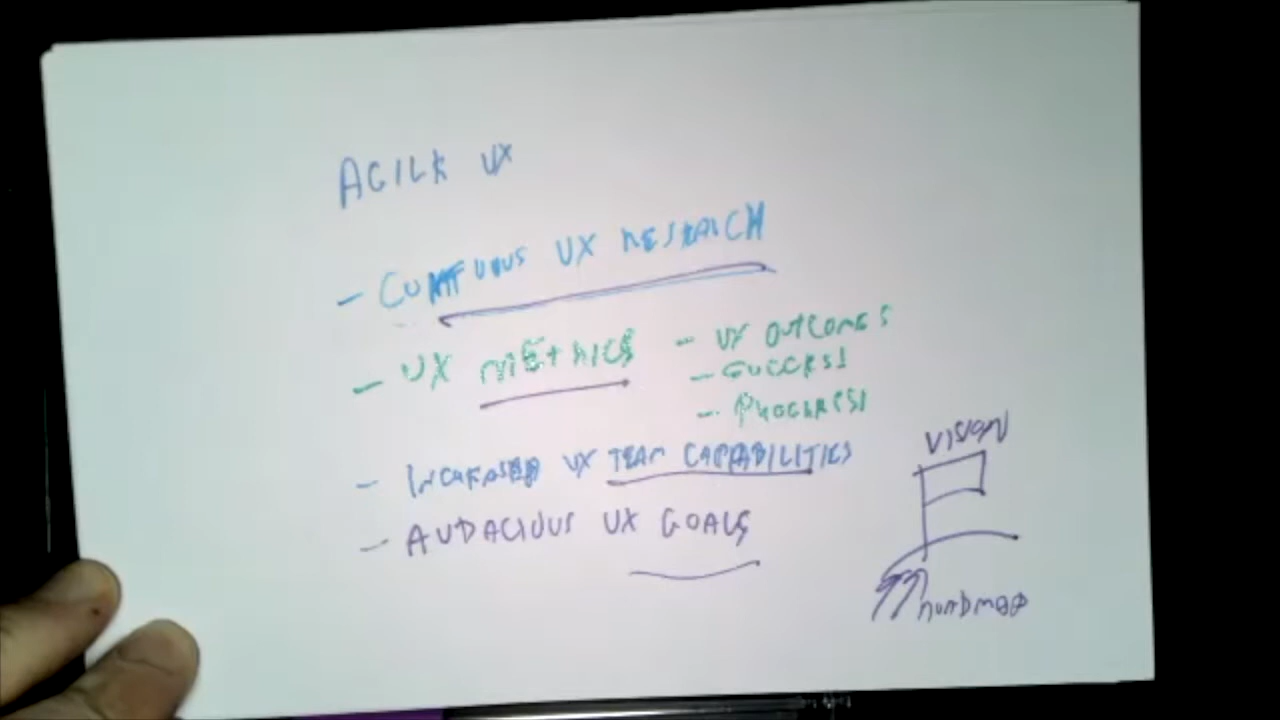 AGILE UX
- CONTINUOUS UX RESEARCH
- UX METRICS
- UX OUTCOMES
- SUCCESS
- PROGRESS
- INCREASED UX TEAM CAPABILITIES
- AUDACIOUS UX GOALS
VISION
ROADMAP